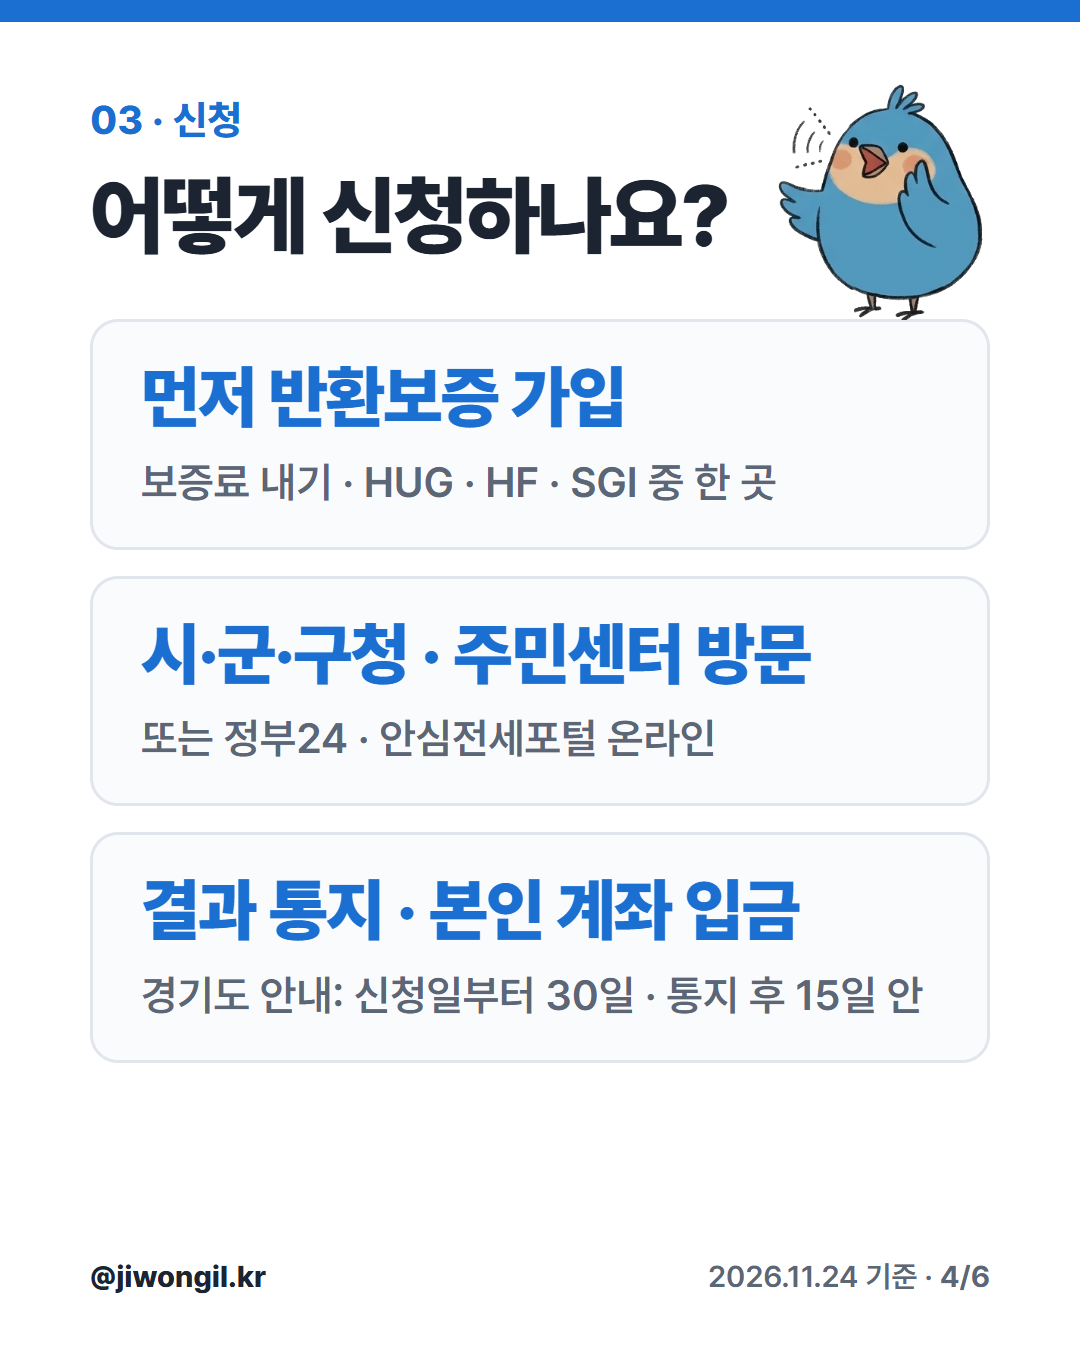 03 · 신청
어떻게 신청하나요?
먼저 반환보증 가입
보증료 내기 · HUG · HF · SGI 중 한 곳
시·군·구청 · 주민센터 방문
또는 정부24 · 안심전세포털 온라인
결과 통지 · 본인 계좌 입금
경기도 안내: 신청일부터 30일 · 통지 후 15일 안
@jiwongil.kr
2026.11.24 기준 · 4/6